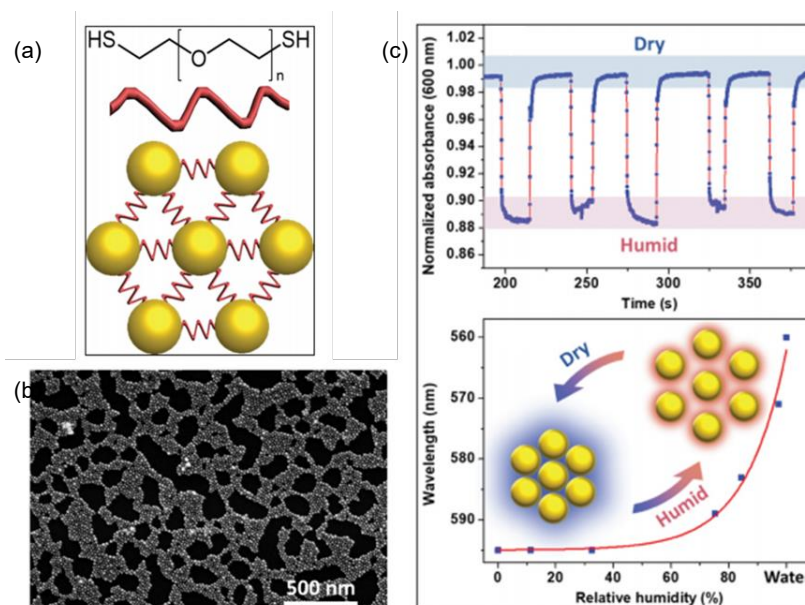 (a)
HS
SH
O
n
(b)
500 nm
(c)
Normalized absorbance (600 nm)
1.02
1.00
0.98
0.96
0.94
0.92
0.90
0.88
0.86
Dry
Humid
200
250
300
350
Time (s)
Wavelength (nm)
560
570
580
590
Dry
Humid
0
20
40
60
80
Wate
Relative humidity (%)